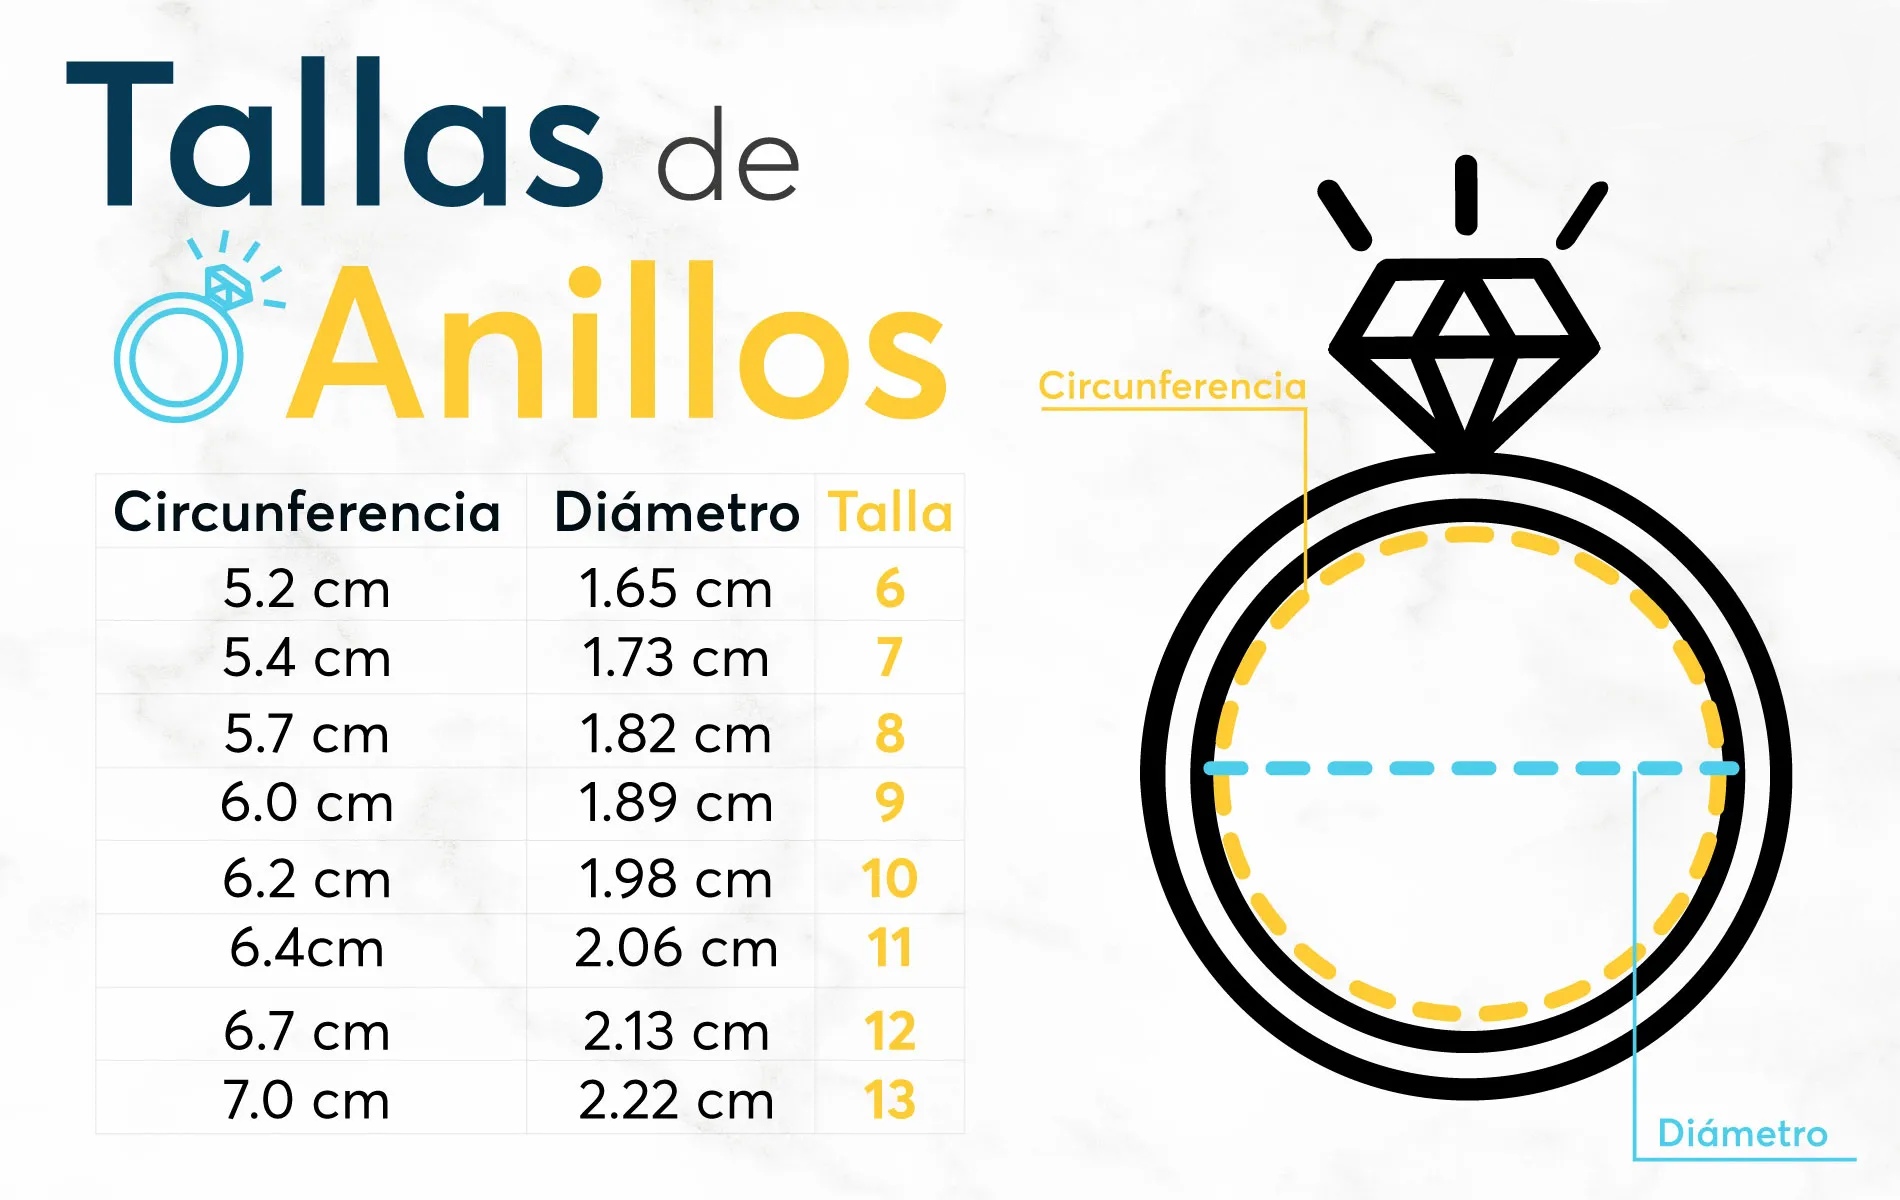 Tallas de
Anillos
Circunferencia Diámetro Talla
5.2 cm 1.65 cm 6
5.4 cm 1.73 cm 7
5.7 cm 1.82 cm 8
6.0 cm 1.89 cm 9
6.2 cm 1.98 cm 10
6.4cm 2.06 cm 11
6.7 cm 2.13 cm 12
7.0 cm 2.22 cm 13
Circunferencia
Diámetro